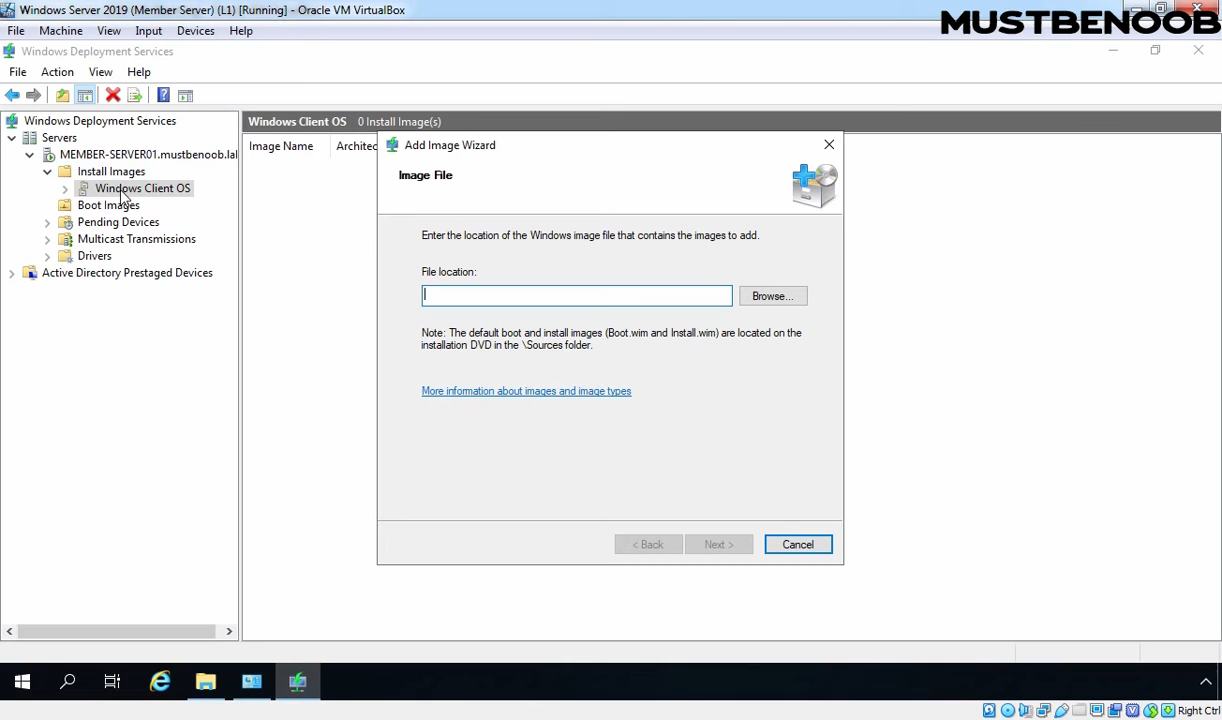 Windows Server 2019 (Member Server) (L1) [Running] - Oracle VM VirtualBox
File Machine View Input Devices Help
MUSTBENOOB
Windows Deployment Services
File Action View Help
Windows Deployment Services
Servers
MEMBER-SERVER01.mustbenoob.lal
Install Images
Windows Client OS
Boot Images
Pending Devices
Multicast Transmissions
Drivers
Active Directory Prestaged Devices
Windows Client OS 0 Install Image(s)
Image Name Architec
Add Image Wizard
Image File
Enter the location of the Windows image file that contains the images to add.
File location:
Browse...
Note: The default boot and install images (Boot.wim and Install.wim) are located on the
installation DVD in the \Sources folder.
More information about images and image types
< Back Next > Cancel
Right Ctrl